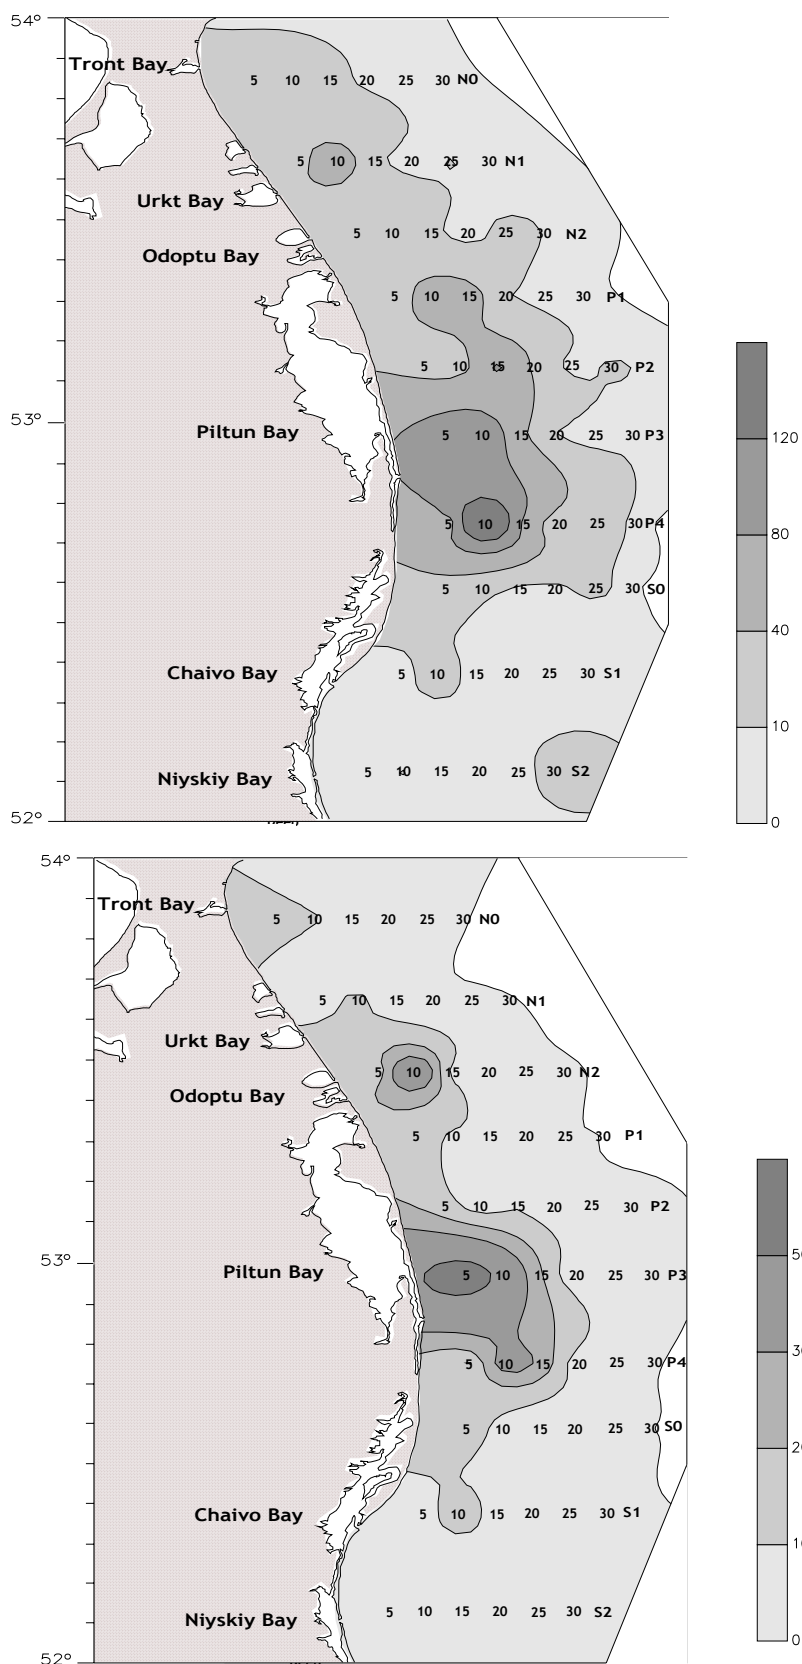 54°
Tront Bay 5 10 15 20 25 30 N0
5 10 15 20 25 30 N1
Urkt Bay
5 10 15 20 25 30 N2
Odoptu Bay
5 10 15 20 25 30 P1
5 10 15 20 25 30 P2
53°
Piltun Bay 5 10 15 20 25 30 P3
120
5 10 15 20 25 30 P4
80
5 10 15 20 25 30 S0
40
Chaivo Bay 5 10 15 20 25 30 S1
10
Niyskiy Bay 5 10 15 20 25 30 S2
52°
0
54°
Tront Bay 5 10 15 20 25 30 N0
5 10 15 20 25 30 N1
Urkt Bay
5 10 15 20 25 30 N2
Odoptu Bay
5 10 15 20 25 30 P1
5 10 15 20 25 30 P2
53°
Piltun Bay 5 10 15 20 25 30 P3
5 10 15 20 25 30 P4
5 10 15 20 25 30 S0
Chaivo Bay 5 10 15 20 25 30 S1
10
Niyskiy Bay 5 10 15 20 25 30 S2
0
52°